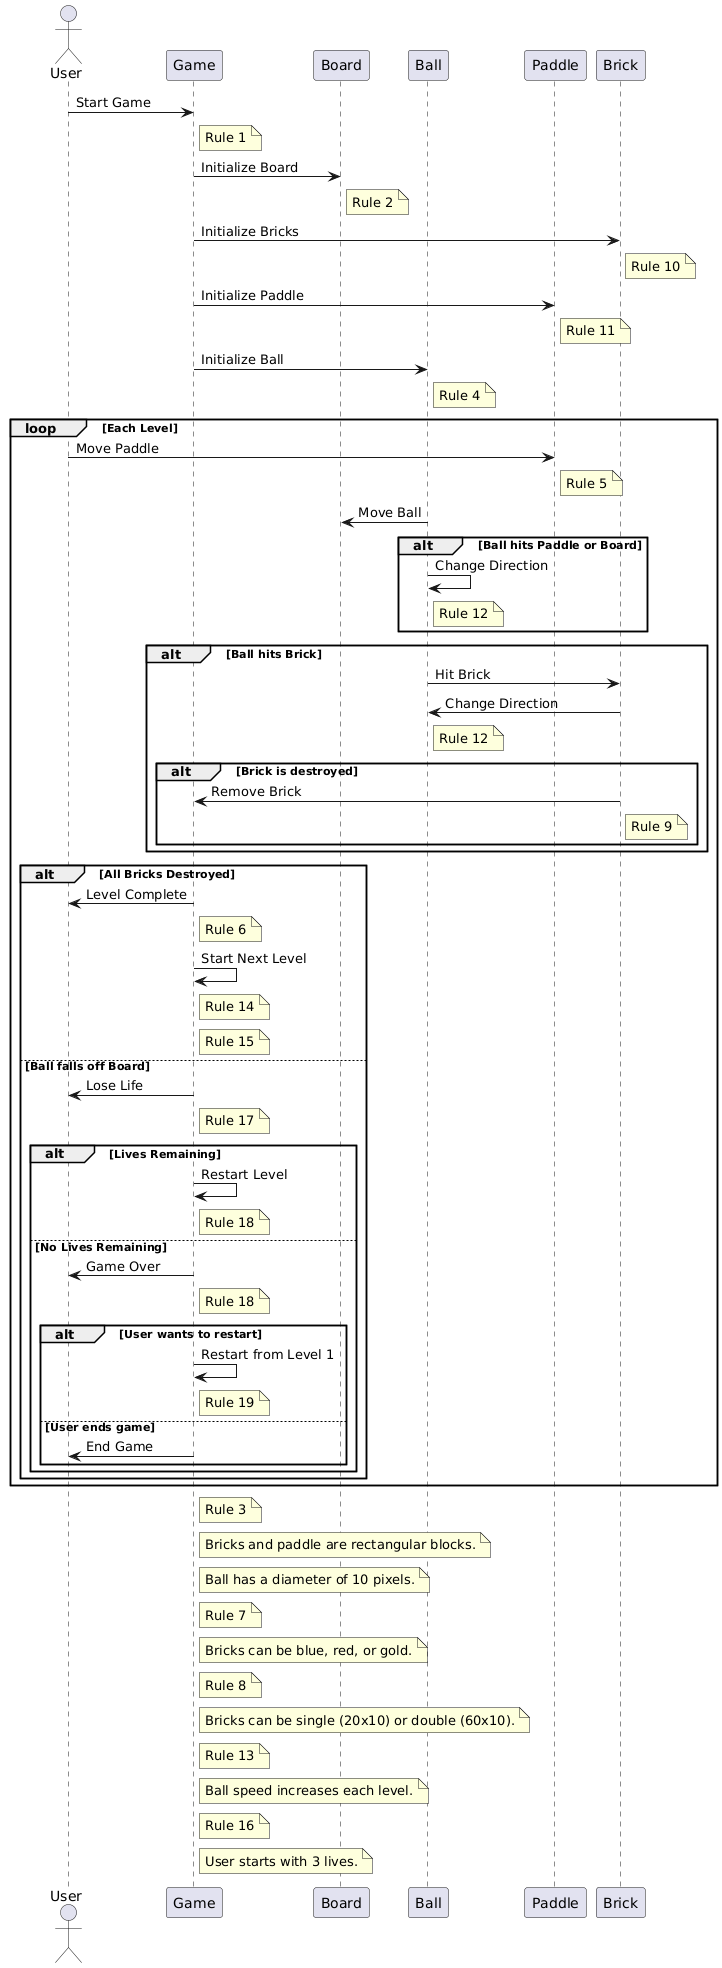 User
Game
Board
Ball
Paddle
Brick
Start Game
Rule 1
Initialize Board
Rule 2
Initialize Bricks
Rule 10
Initialize Paddle
Rule 11
Initialize Ball
Rule 4
loop [Each Level]
Move Paddle
Rule 5
Move Ball
alt [Ball hits Paddle or Board]
Change Direction
Rule 12
alt [Ball hits Brick]
Hit Brick
Change Direction
Rule 12
alt [Brick is destroyed]
Remove Brick
Rule 9
alt [All Bricks Destroyed]
Level Complete
Rule 6
Start Next Level
Rule 14
Rule 15
[Ball falls off Board]
Lose Life
Rule 17
alt [Lives Remaining]
Restart Level
Rule 18
[No Lives Remaining]
Game Over
Rule 18
alt [User wants to restart]
Restart from Level 1
Rule 19
[User ends game]
End Game
Rule 3
Bricks and paddle are rectangular blocks.
Ball has a diameter of 10 pixels.
Rule 7
Bricks can be blue, red, or gold.
Rule 8
Bricks can be single (20x10) or double (60x10).
Rule 13
Ball speed increases each level.
Rule 16
User starts with 3 lives.
User
Game
Board
Ball
Paddle
Brick